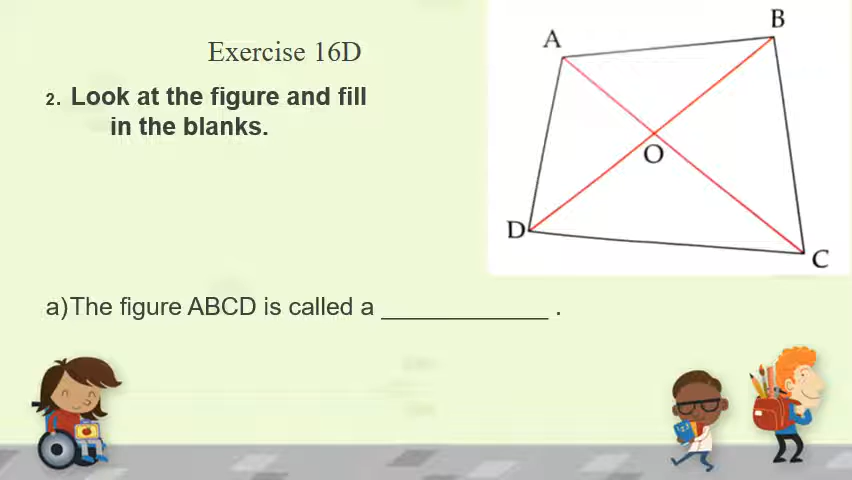 Exercise 16D
2. Look at the figure and fill
in the blanks.
A
B
O
D
C
a)The figure ABCD is called a ____________ .